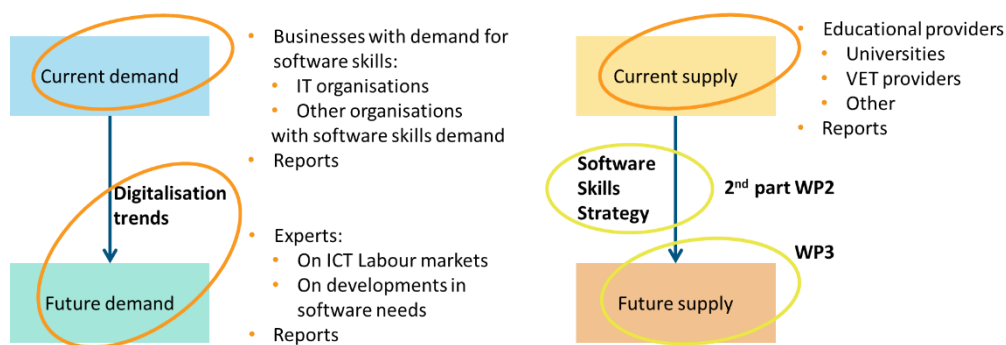 Current demand
• Businesses with demand for
software skills:
• IT organisations
• Other organisations
with software skills demand
• Reports
Digitalisation
trends
Future demand
• Experts:
• On ICT Labour markets
• On developments in
software needs
• Reports
Current supply
• Educational providers
• Universities
• VET providers
• Other
• Reports
Software
Skills
Strategy
2nd part WP2
WP3
Future supply